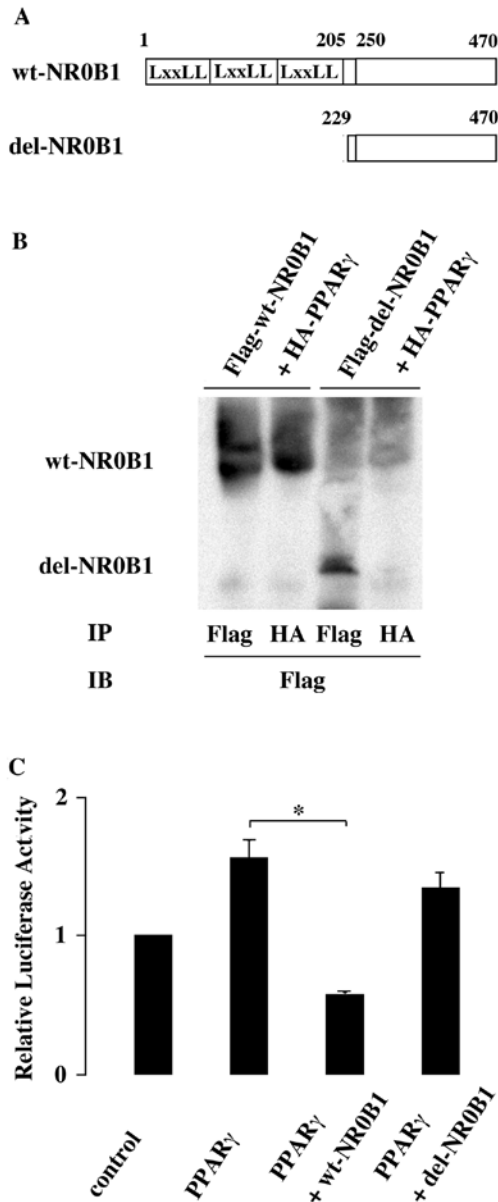 A
1 205 250 470
wt-NR0B1 LxxLL LxxLL LxxLL
229
del-NR0B1
B
Flag-wt-NR0B1
+ HA-PPARγ
Flag-del-NR0B1
+ HA-PPARγ
wt-NR0B1
del-NR0B1
IP Flag HA Flag HA
IB Flag
C
Relative Luciferase Actvity
2
*
1
0
control
PPARγ
PPARγ
+ wt-NR0B1
PPARγ
+ del-NR0B1